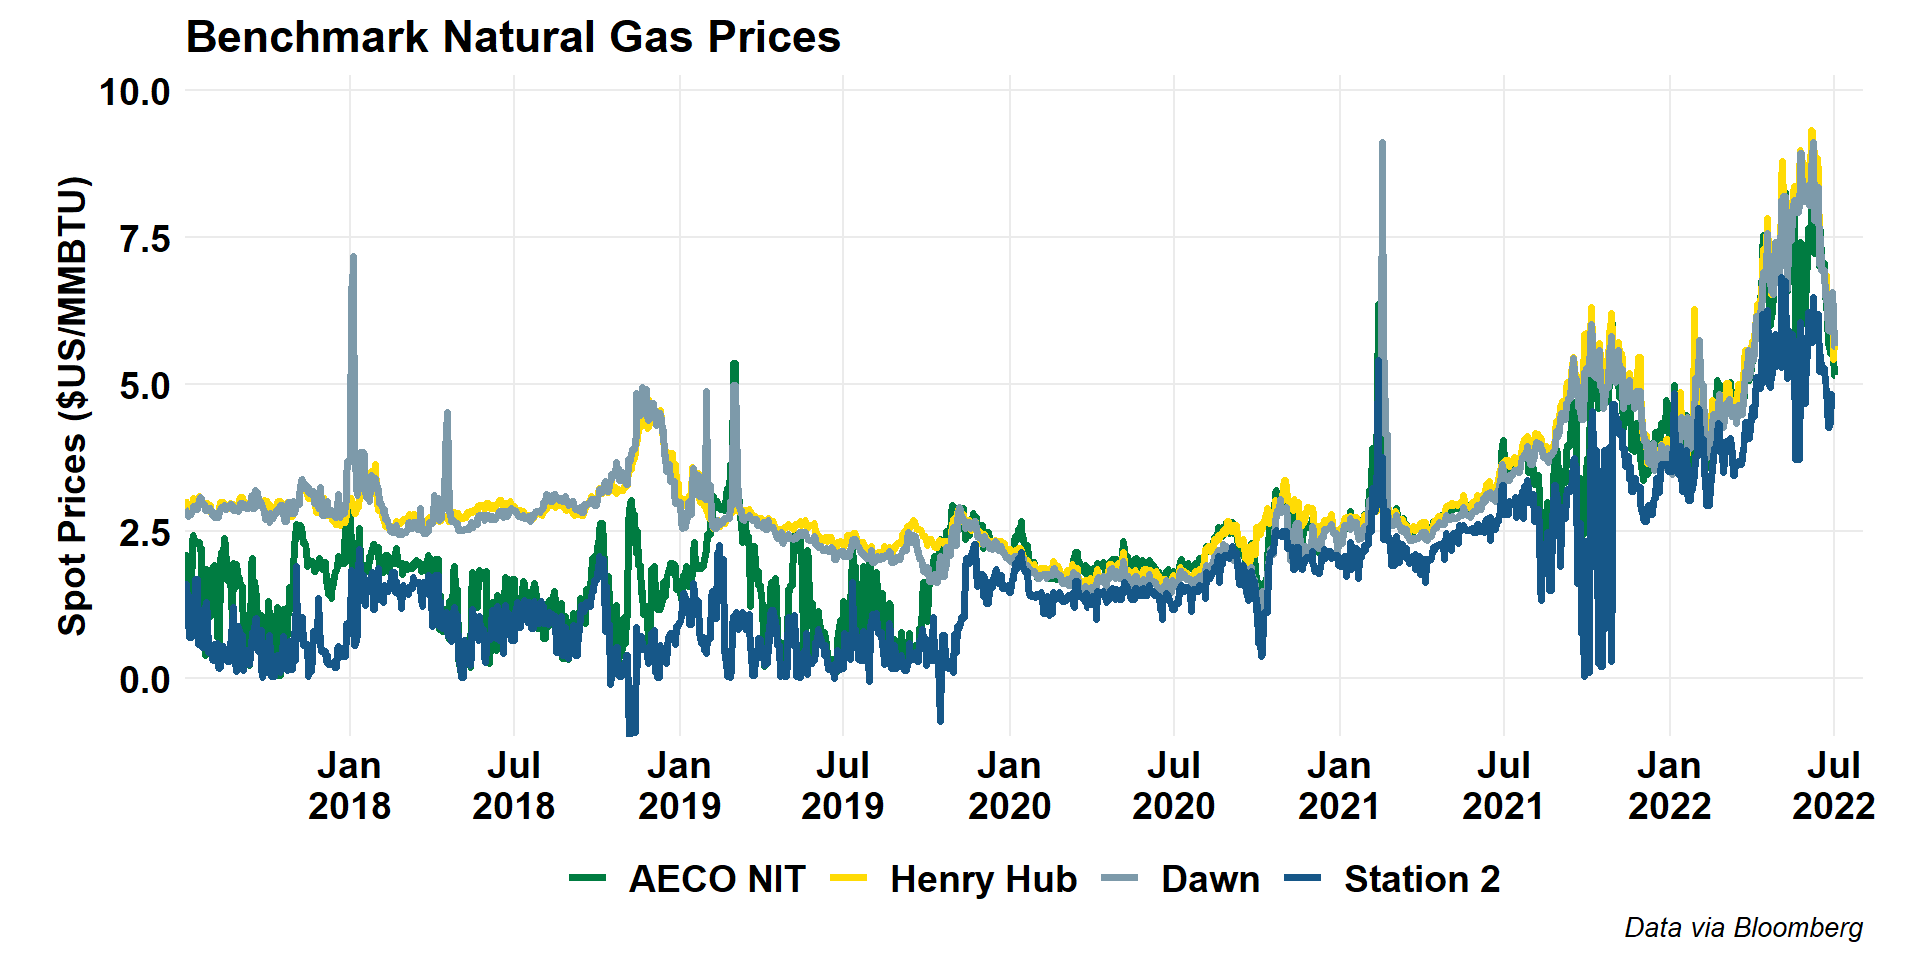 Benchmark Natural Gas Prices
Spot Prices ($US/MMBTU)
10.0
7.5
5.0
2.5
0.0
Jan Jul Jan Jul Jan Jul Jan Jul Jan Jul
2018 2018 2019 2019 2020 2020 2021 2021 2022 2022
AECO NIT Henry Hub Dawn Station 2
Data via Bloomberg